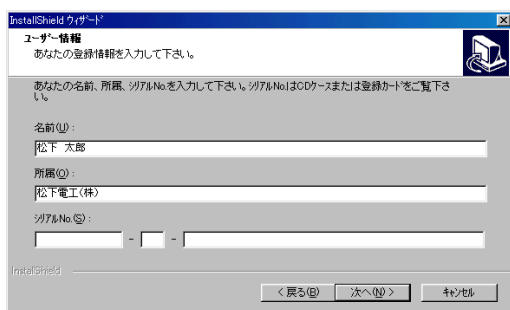 InstallShield ウィザード
ユーザー情報
あなたの登録情報を入力して下さい。
あなたの名前、所属、シリアルNo.を入力して下さい。シリアルNo.はCDケースまたは登録カードをご覧下さ
い。
名前(U) :
松下 太郎
所属(O) :
松下電工(株)
シリアルNo.(S) :
- -
InstallShield
< 戻る(B) 次へ(N) > キャンセル